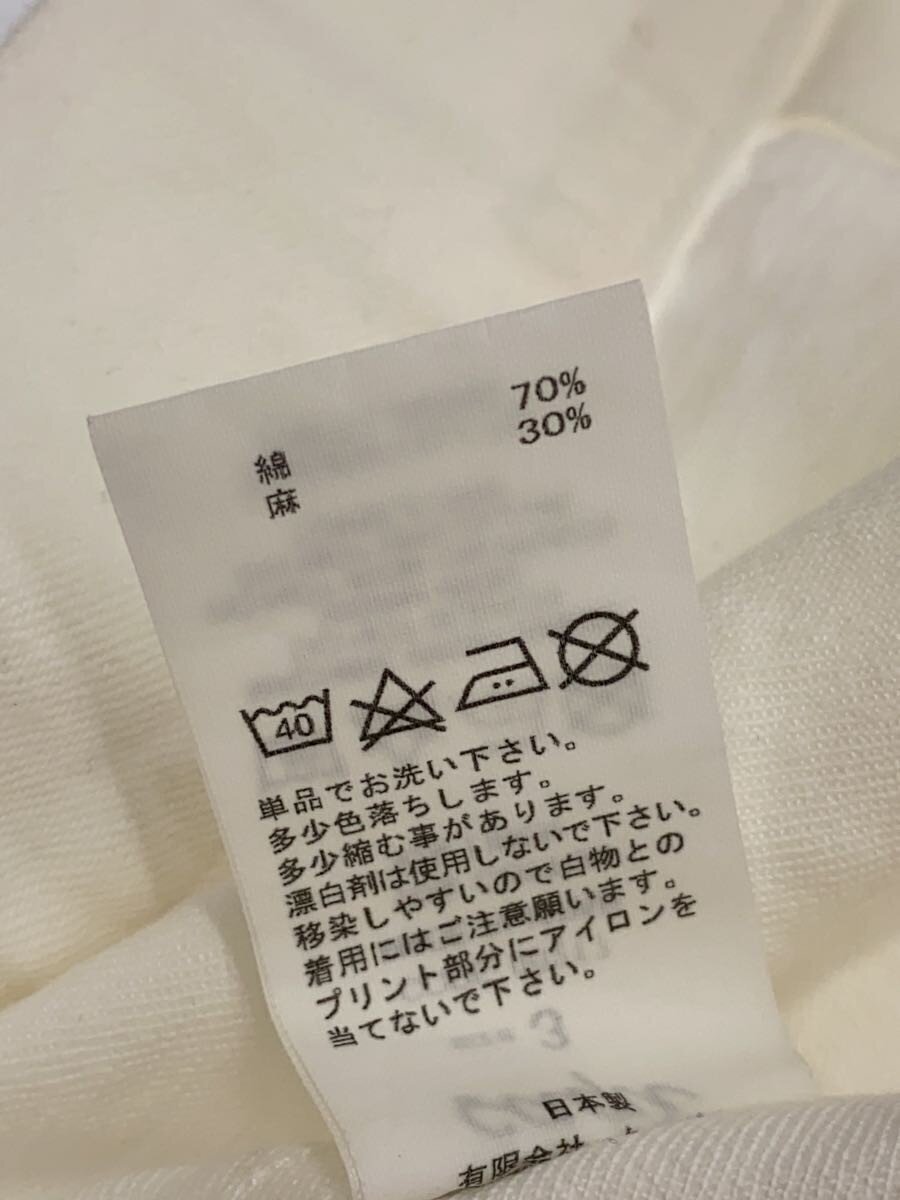 綿 70%
麻 30%
40
単品でお洗い下さい。
多少色落ちします。
多少縮む事があります。
漂白剤は使用しないで下さい。
移染しやすいので白物との
着用にはご注意願います。
プリント部分にアイロンを
当てないで下さい。
日本製
有限会社